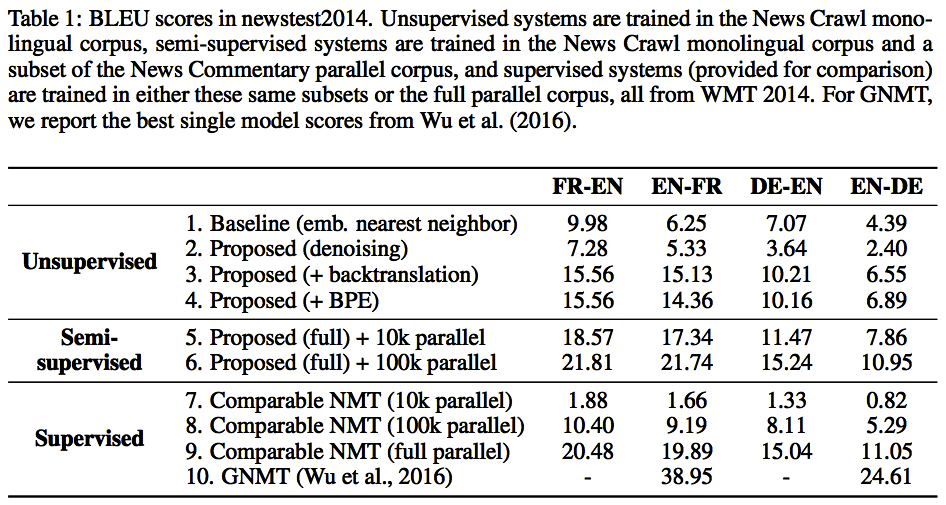 Table 1: BLEU scores in newstest2014. Unsupervised systems are trained in the News Crawl mono-
lingual corpus, semi-supervised systems are trained in the News Crawl monolingual corpus and a
subset of the News Commentary parallel corpus, and supervised systems (provided for comparison)
are trained in either these same subsets or the full parallel corpus, all from WMT 2014. For GNMT,
we report the best single model scores from Wu et al. (2016).
FR-EN EN-FR DE-EN EN-DE
Unsupervised
1. Baseline (emb. nearest neighbor) 9.98 6.25 7.07 4.39
2. Proposed (denoising) 7.28 5.33 3.64 2.40
3. Proposed (+ backtranslation) 15.56 15.13 10.21 6.55
4. Proposed (+ BPE) 15.56 14.36 10.16 6.89
Semi-
supervised
5. Proposed (full) + 10k parallel 18.57 17.34 11.47 7.86
6. Proposed (full) + 100k parallel 21.81 21.74 15.24 10.95
Supervised
7. Comparable NMT (10k parallel) 1.88 1.66 1.33 0.82
8. Comparable NMT (100k parallel) 10.40 9.19 8.11 5.29
9. Comparable NMT (full parallel) 20.48 19.89 15.04 11.05
10. GNMT (Wu et al., 2016) - 38.95 - 24.61